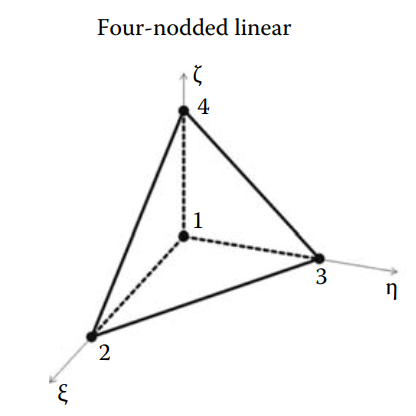 Four-nodded linear
ζ
4
1
3
η
2
ξ